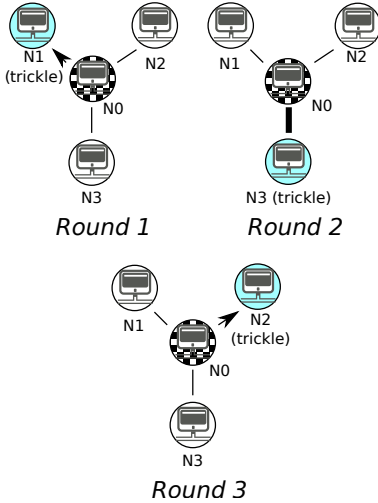 N1
(trickle)
N2
N0
N3
Round 1
N1
N2
N0
N3 (trickle)
Round 2
N1
N2
(trickle)
N0
N3
Round 3